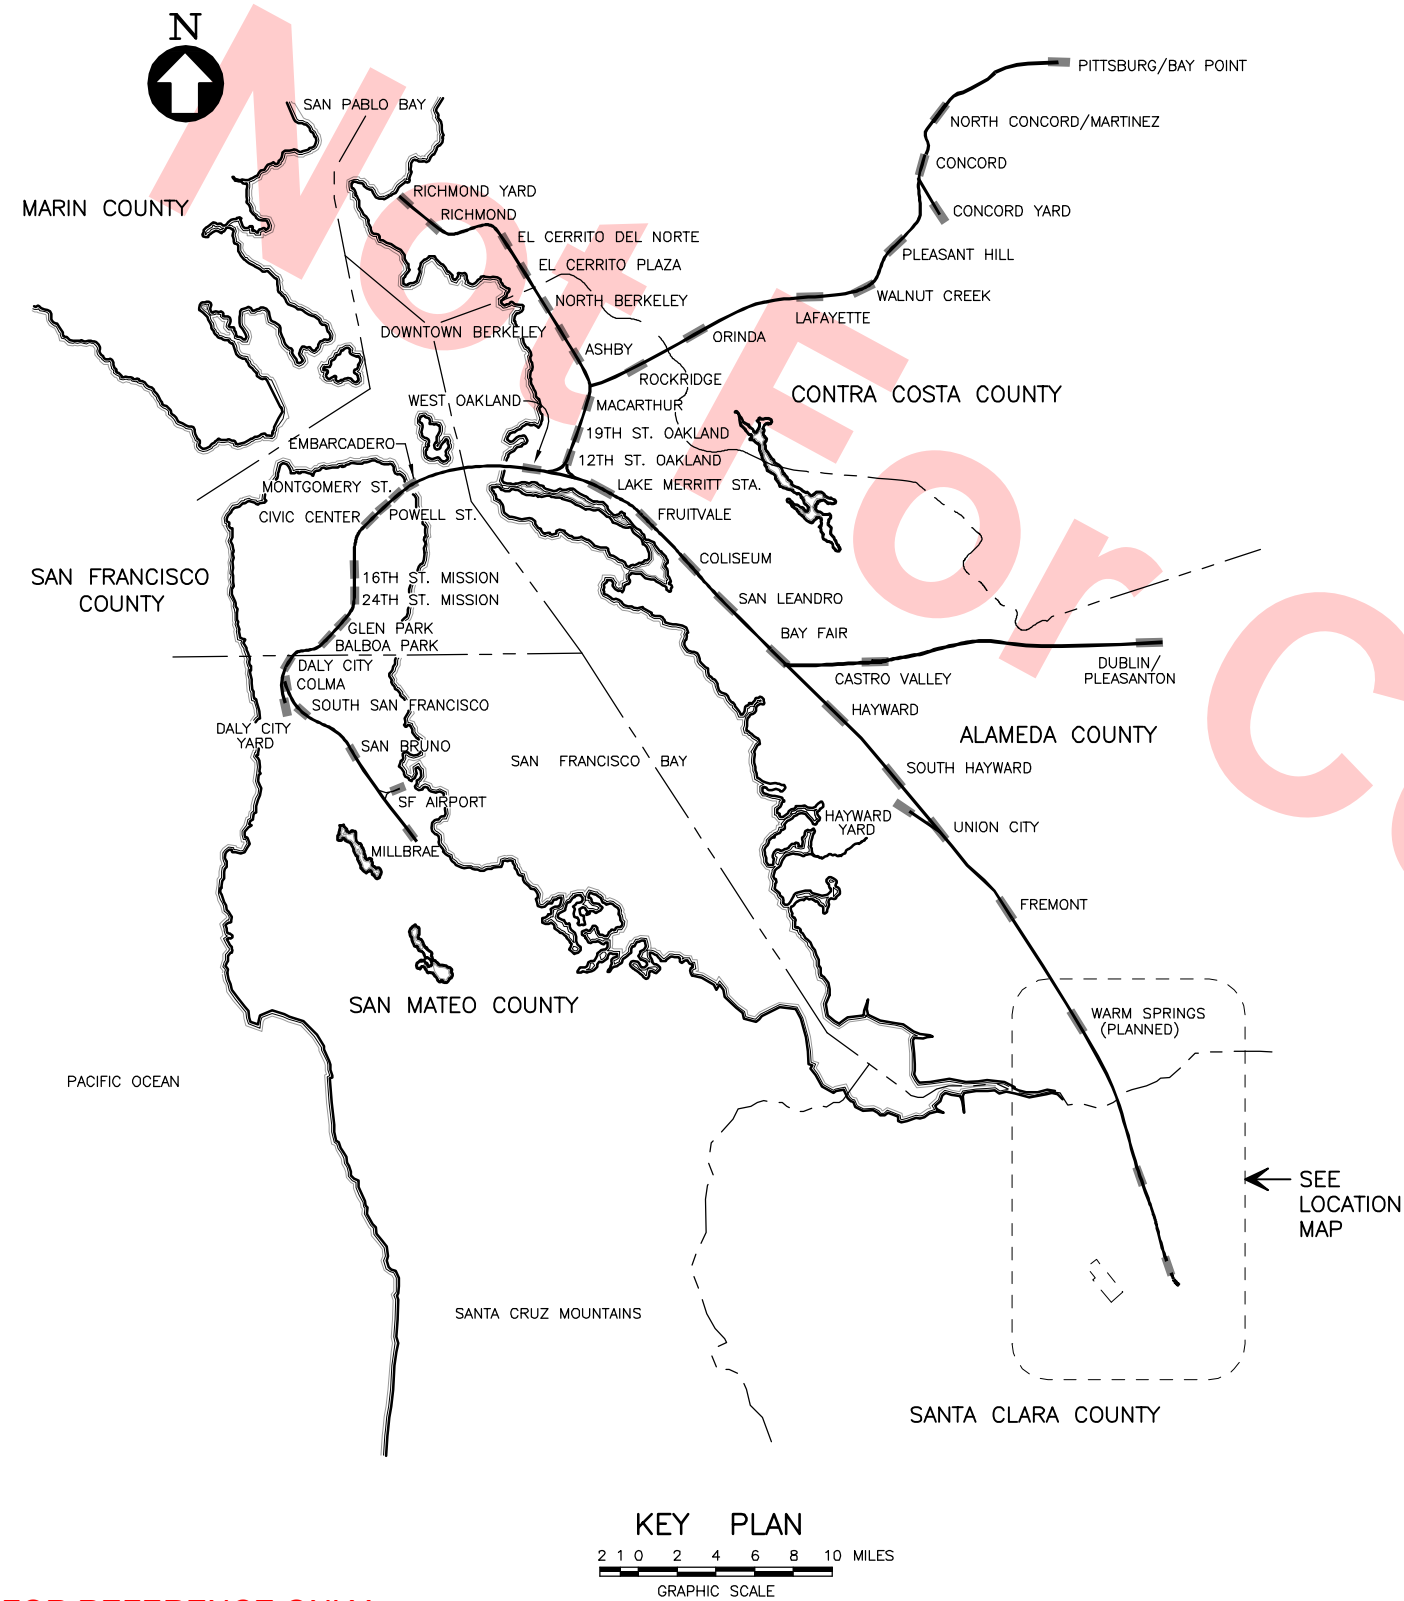 N
PITTSBURG/BAY POINT
SAN PABLO BAY
NORTH CONCORD/MARTINEZ
CONCORD
RICHMOND YARD
MARIN COUNTY
RICHMOND
CONCORD YARD
EL CERRITO DEL NORTE
PLEASANT HILL
EL CERRITO PLAZA
WALNUT CREEK
NORTH BERKELEY
LAFAYETTE
DOWNTOWN BERKELEY
ORINDA
ASHBY
ROCKRIDGE
CONTRA COSTA COUNTY
WEST OAKLAND
MACARTHUR
19TH ST. OAKLAND
EMBARCADERO
12TH ST. OAKLAND
MONTGOMERY ST.
LAKE MERRITT STA.
CIVIC CENTER
POWELL ST.
FRUITVALE
COLISEUM
SAN FRANCISCO
COUNTY
16TH ST. MISSION
24TH ST. MISSION
SAN LEANDRO
GLEN PARK
BAY FAIR
BALBOA PARK
DALY CITY
DUBLIN/
PLEASANTON
CASTRO VALLEY
COLMA
SOUTH SAN FRANCISCO
HAYWARD
DALY CITY
YARD
ALAMEDA COUNTY
SAN BRUNO
SAN FRANCISCO BAY
SOUTH HAYWARD
SF AIRPORT
HAYWARD
YARD
UNION CITY
MILLBRAE
FREMONT
SAN MATEO COUNTY
WARM SPRINGS
(PLANNED)
PACIFIC OCEAN
SEE
LOCATION
MAP
SANTA CRUZ MOUNTAINS
SANTA CLARA COUNTY
KEY PLAN
2 1 0 2 4 6 8 10 MILES
GRAPHIC SCALE
Not For Co